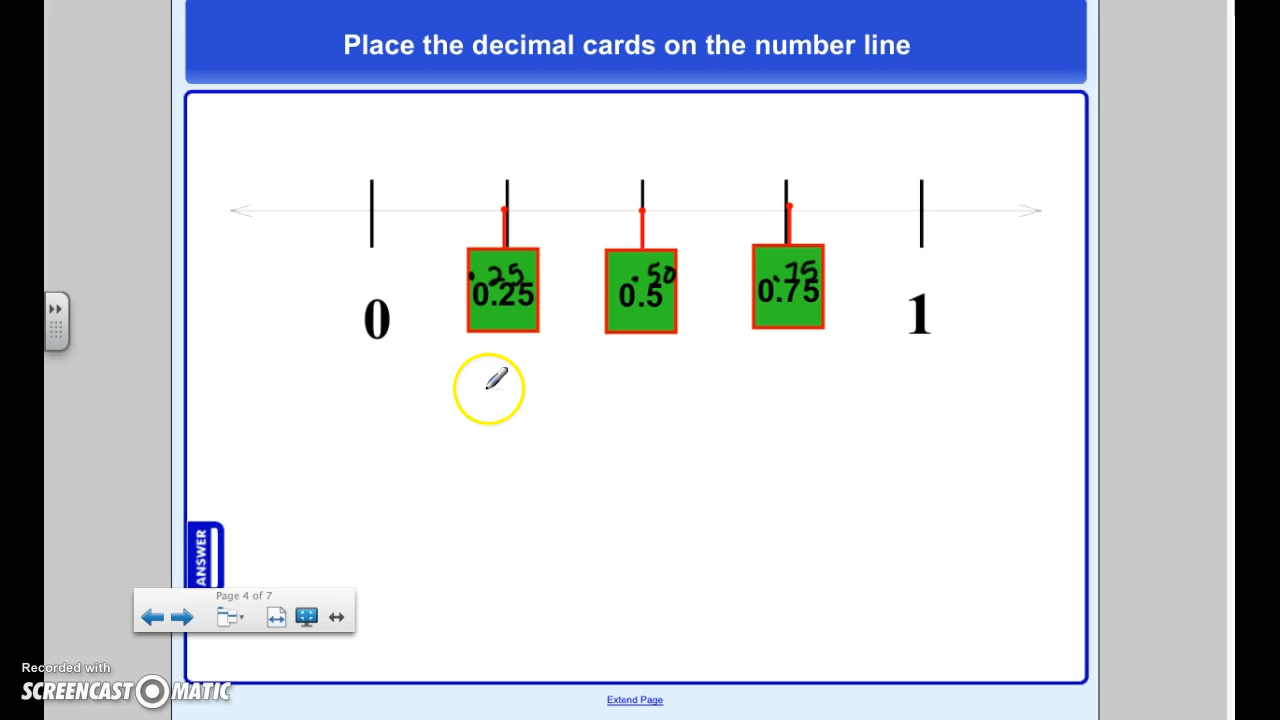 Place the decimal cards on the number line
.25 .50 .75
0 0.25 0.5 0.75 1
ANSWER
Page 4 of 7
Recorded with
SCREENCAST MATIC
Extend Page